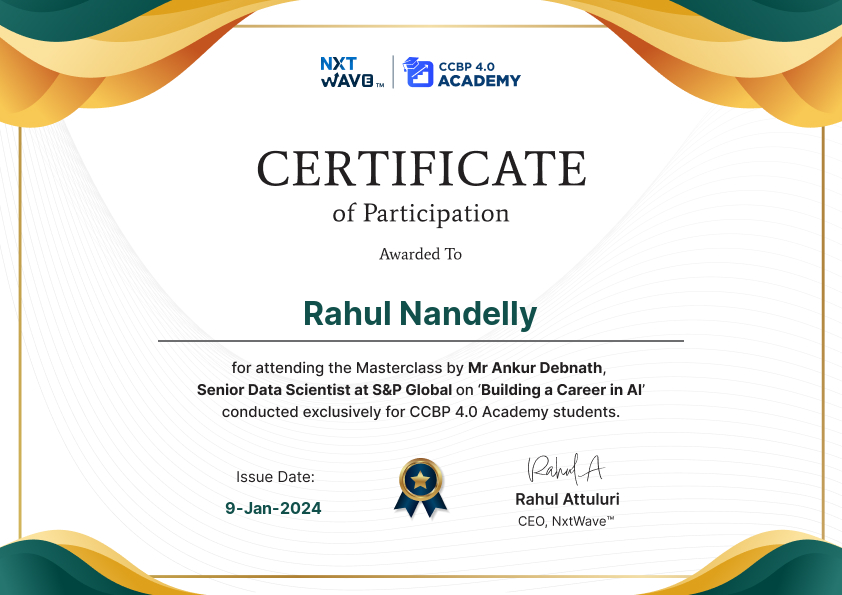 NXT
WAVE™
CCBP 4.0
ACADEMY
CERTIFICATE
of Participation
Awarded To
Rahul Nandelly
for attending the Masterclass by Mr Ankur Debnath,
Senior Data Scientist at S&P Global on ‘Building a Career in AI’
conducted exclusively for CCBP 4.0 Academy students.
Issue Date:
9-Jan-2024
Rahul A
Rahul Attuluri
CEO, NxtWave™